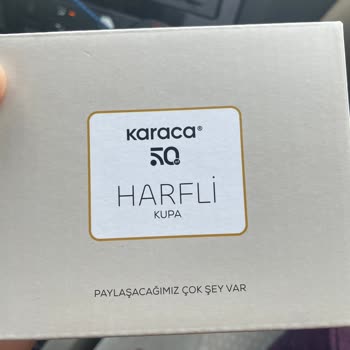 Karaca®
50
HARFLİ
KUPA
PAYLAŞACAĞIMIZ ÇOK ŞEY VAR